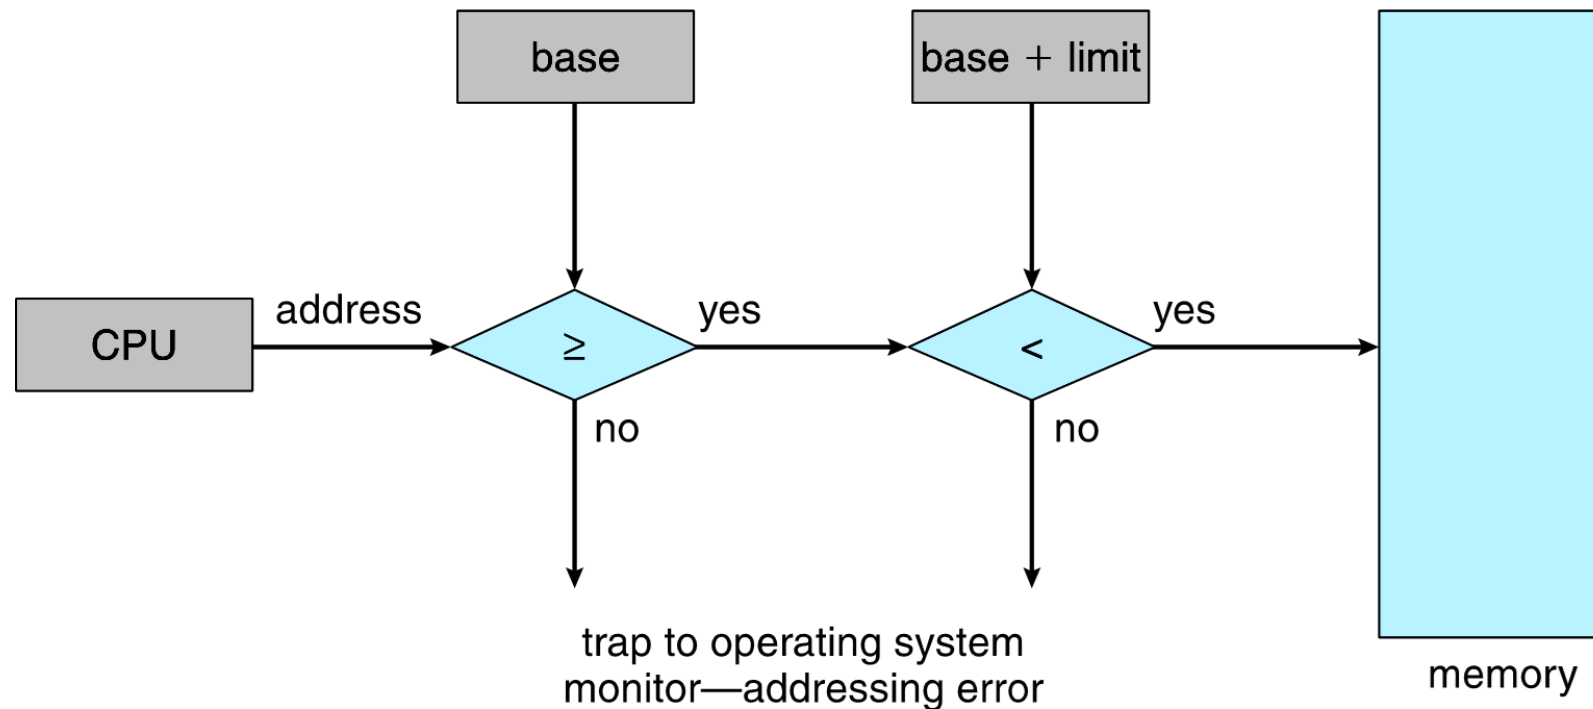 base
base + limit
CPU
address
≥
yes
<
yes
no
no
trap to operating system
monitor—addressing error
memory